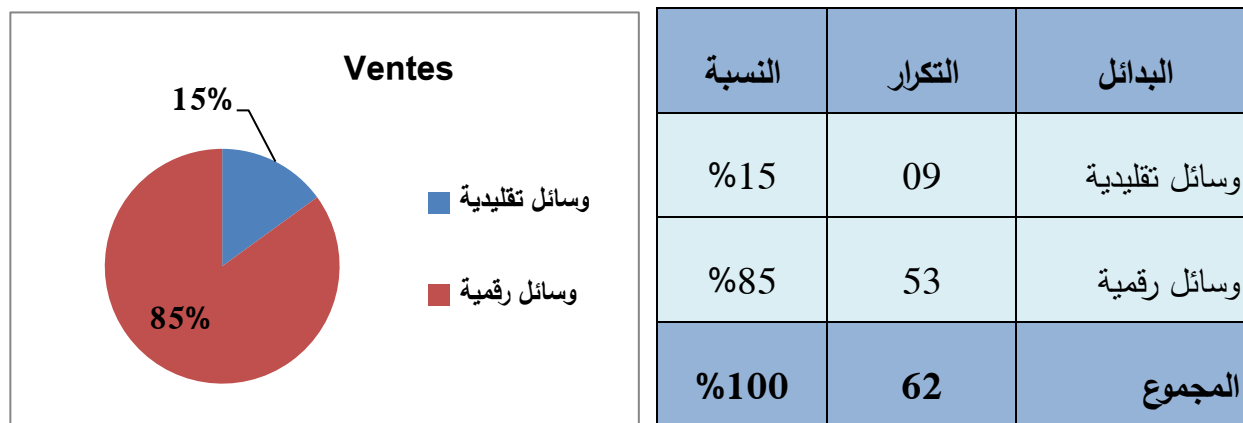 Ventes
15%
85%
وسائل تقليدية
وسائل رقمية
البدائل التكرار النسبة
وسائل تقليدية 09 %15
وسائل رقمية 53 %85
المجموع 62 %100